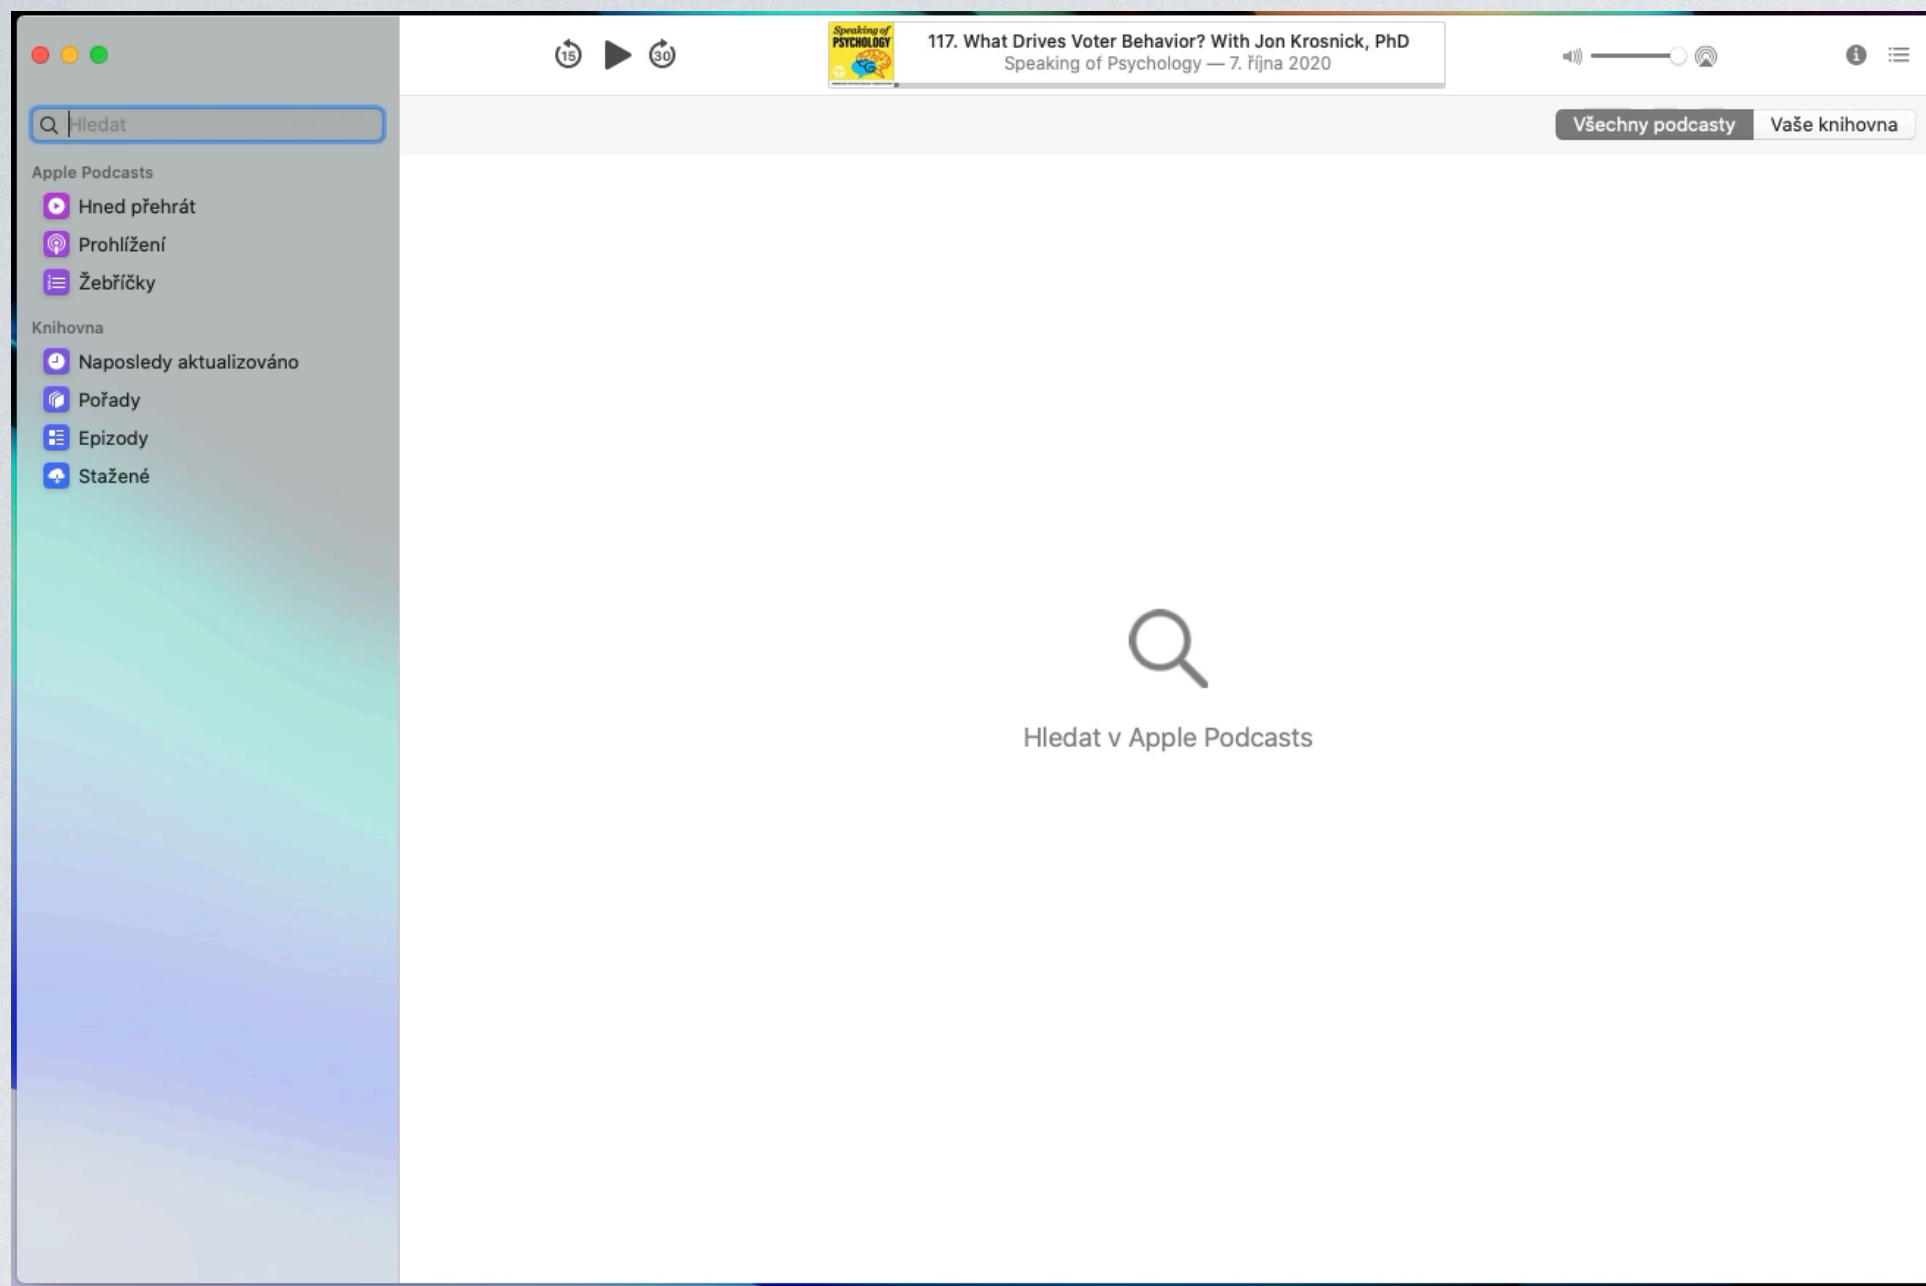 15
30
Speaking of
PSYCHOLOGY
117. What Drives Voter Behavior? With Jon Krosnick, PhD
Speaking of Psychology — 7. října 2020
Hledat
Všechny podcasty
Vaše knihovna
Apple Podcasts
Hned přehrát
Prohlížení
Žebříčky
Knihovna
Naposledy aktualizováno
Pořady
Epizody
Stažené
Hledat v Apple Podcasts